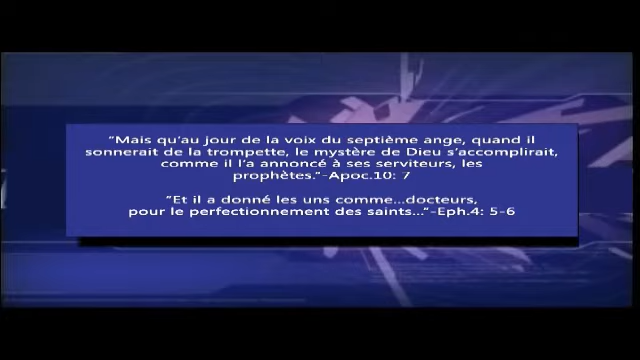 "Mais qu'au jour de la voix du septième ange, quand il
sonnerait de la trompette, le mystère de Dieu s'accomplirait,
comme il l'a annoncé à ses serviteurs, les
prophètes."-Apoc.10: 7
"Et il a donné les uns comme...docteurs,
pour le perfectionnement des saints..."-Eph.4: 5-6